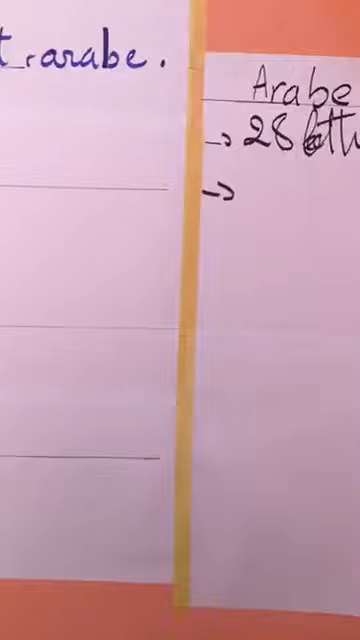 arabe.
Arabe
→ 28
→